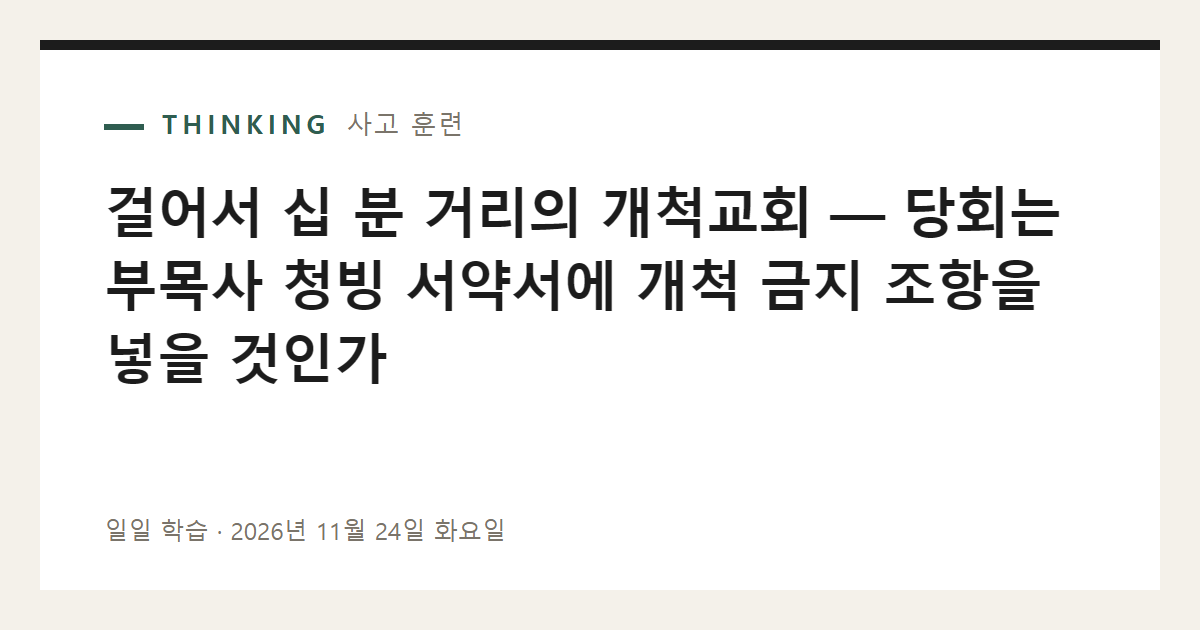 THINKING 사고 훈련
걸어서 십 분 거리의 개척교회 — 당회는
부목사 청빙 서약서에 개척 금지 조항을
넣을 것인가
일일 학습 · 2026년 11월 24일 화요일